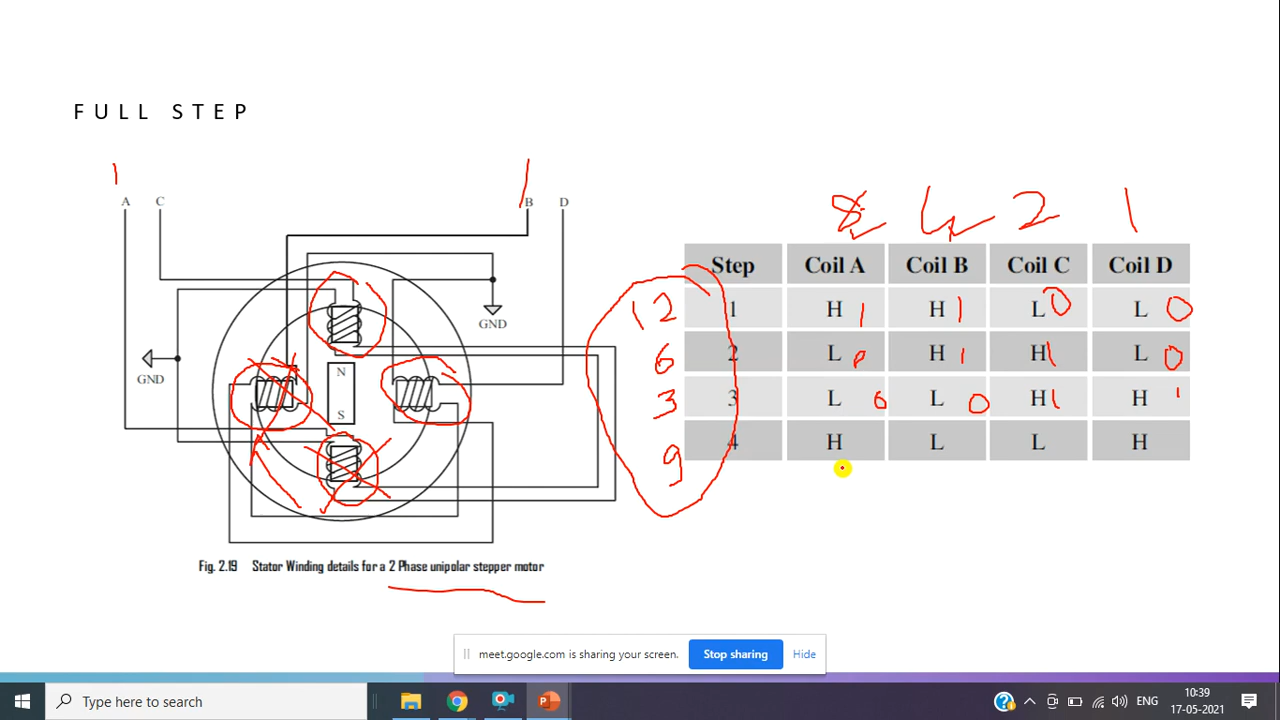 FULL STEP
1 1
A C B D
8 4 2 1
Step Coil A Coil B Coil C Coil D
12 1 H 1 H 1 L 0 L 0
6 2 L 0 H 1 H 1 L 0
3 3 L 0 L 0 H 1 H 1
9 4 H L L H
GND
GND
N
S
Fig. 2.19 Stator Winding details for a 2 Phase unipolar stepper motor
meet.google.com is sharing your screen. Stop sharing Hide
Type here to search
ENG
10:39
17-05-2021